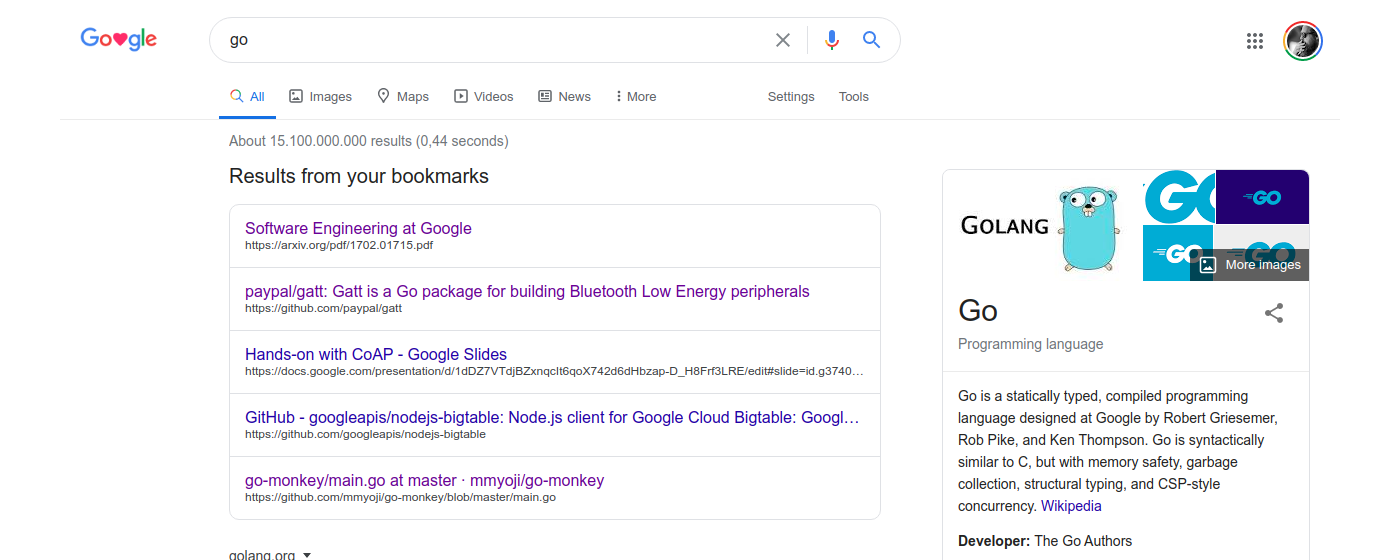 Google
go
All
Images
Maps
Videos
News
More
Settings
Tools
About 15.100.000.000 results (0,44 seconds)
Results from your bookmarks
Software Engineering at Google
https://arxiv.org/pdf/1702.01715.pdf
paypal/gatt: Gatt is a Go package for building Bluetooth Low Energy peripherals
https://github.com/paypal/gatt
Hands-on with CoAP - Google Slides
https://docs.google.com/presentation/d/1dDZ7VTdjBZxnqclt6qoX742d6dHbzap-D_H8Frf3LRE/edit#slide=id.g3740…
GitHub - googleapis/nodejs-bigtable: Node.js client for Google Cloud Bigtable: Googl…
https://github.com/googleapis/nodejs-bigtable
go-monkey/main.go at master · mmyoji/go-monkey
https://github.com/mmyoji/go-monkey/blob/master/main.go
golang.org
GOLANG
GO
GO
GO
GO
More images
Go
Programming language
Go is a statically typed, compiled programming
language designed at Google by Robert Griesemer,
Rob Pike, and Ken Thompson. Go is syntactically
similar to C, but with memory safety, garbage
collection, structural typing, and CSP-style
concurrency. Wikipedia
Developer: The Go Authors